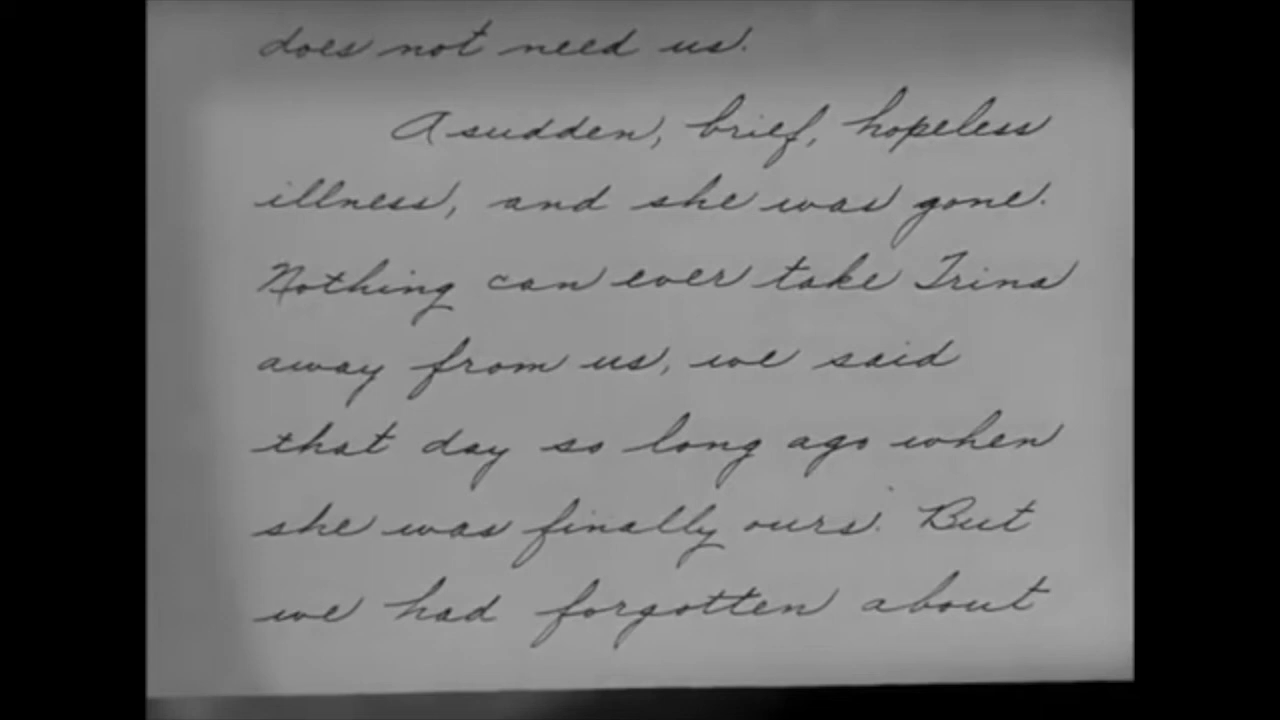 does not need us.
A sudden, brief, hopeless
illness, and she was gone.
Nothing can ever take Trina
away from us, we said
that day so long ago when
she was finally ours. But
we had forgotten about